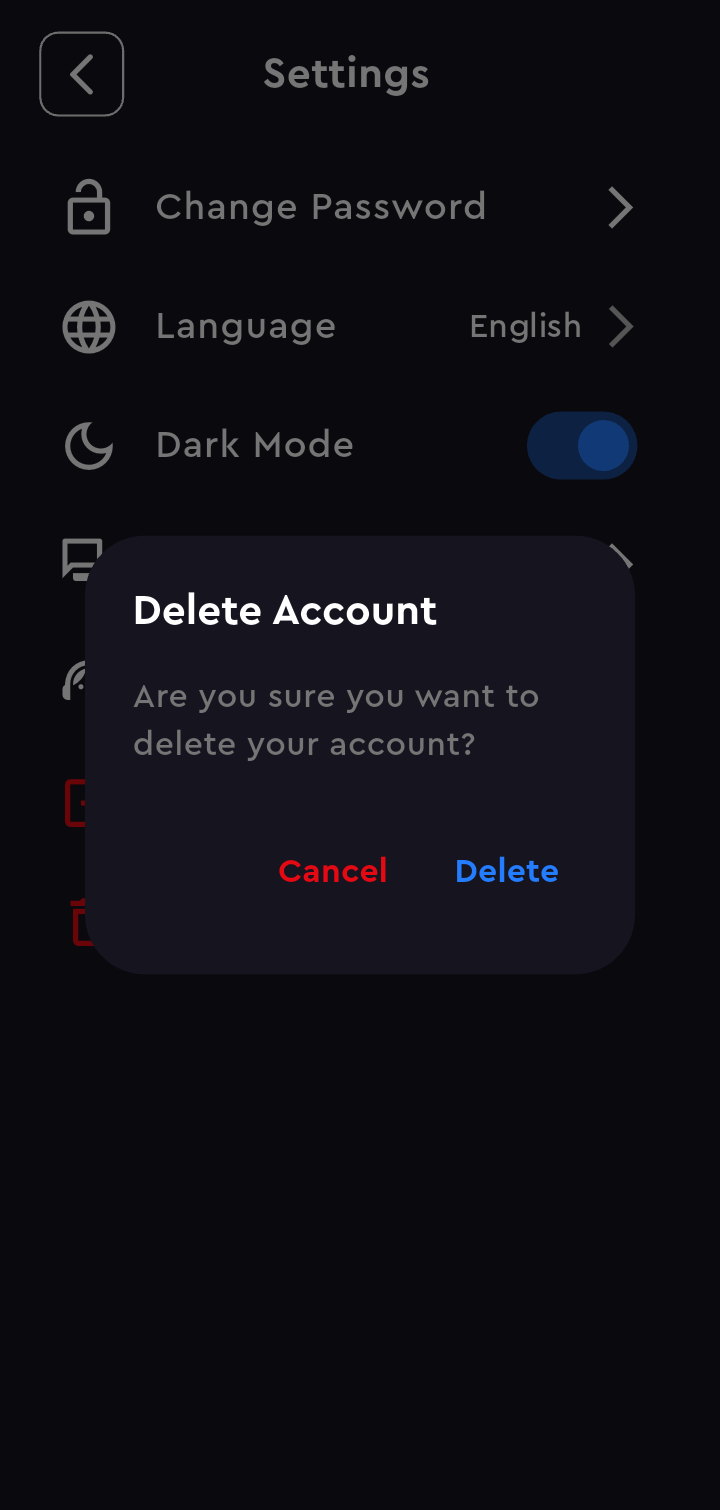 Settings
Change Password
Language English
Dark Mode
Delete Account
Are you sure you want to
delete your account?
Cancel Delete